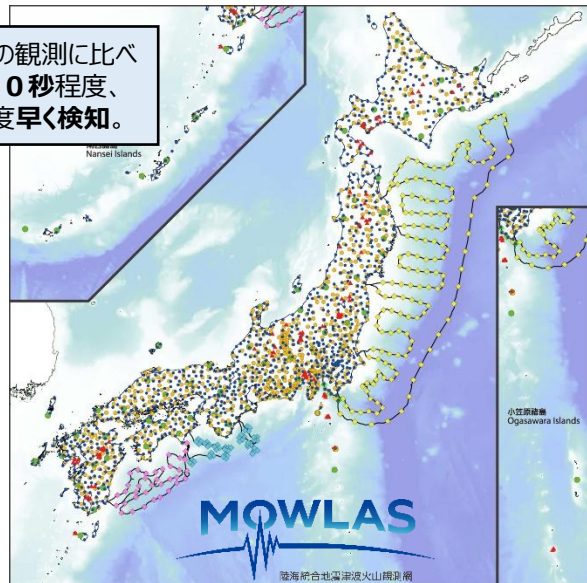 の観測に比べ
０秒程度、
度早く検知。
Nansei Islands
小笠原諸島
Ogasawara Islands
MOWLAS
陸海統合地震津波火山観測網